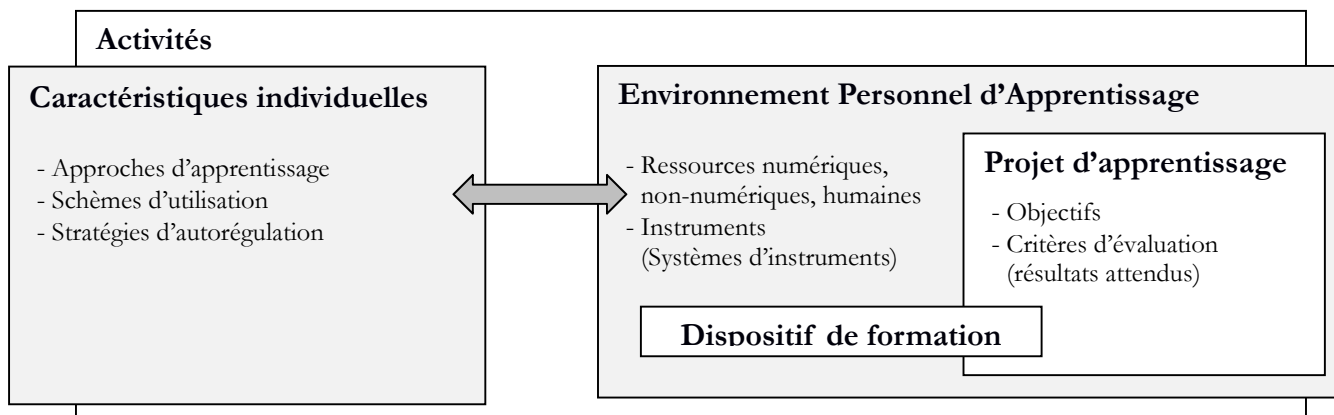 Activités
Caractéristiques individuelles
- Approches d’apprentissage
- Schèmes d’utilisation
- Stratégies d’autorégulation
Environnement Personnel d’Apprentissage
- Ressources numériques,
non-numériques, humaines
- Instruments
(Systèmes d’instruments)
Projet d’apprentissage
- Objectifs
- Critères d’évaluation
(résultats attendus)
Dispositif de formation